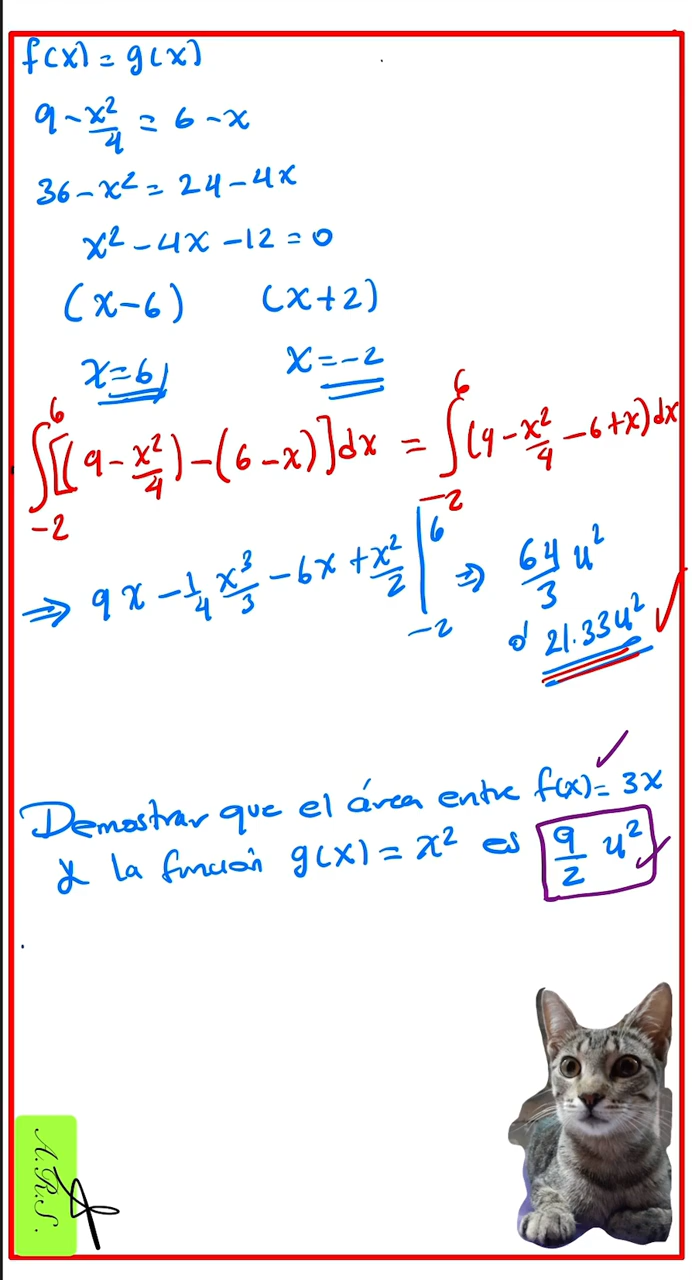 f(x) = g(x)
9 - x²/4 = 6 - x
36 - x² = 24 - 4x
x² - 4x - 12 = 0
(x - 6) (x + 2)
x = 6 x = -2
∫_{-2}^{6} [(9 - x²/4) - (6 - x)] dx = ∫_{-2}^{6} (9 - x²/4 - 6 + x) dx
⇒ 9x - 1/4 x³/3 - 6x + x²/2 |_{-2}^{6} ⇒ 64/3 u²
ó 21.33 u² ✓
Demostrar que el área entre f(x) = 3x ✓
y la función g(x) = x² es 9/2 u² ✓
A.R.S.